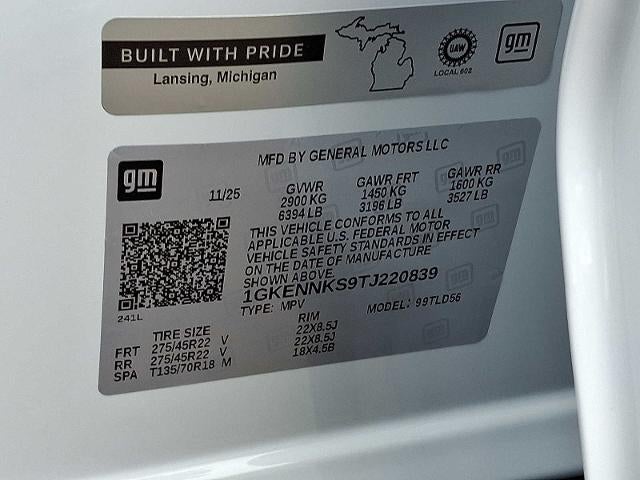 BUILT WITH PRIDE
Lansing, Michigan
UAW
LOCAL 602
gm
gm
MFD BY GENERAL MOTORS LLC
11/25 GVWR GAWR FRT GAWR RR
2900 KG 1450 KG 1600 KG
6394 LB 3196 LB 3527 LB
THIS VEHICLE CONFORMS TO ALL
APPLICABLE U.S. FEDERAL MOTOR
VEHICLE SAFETY STANDARDS IN EFFECT
ON THE DATE OF MANUFACTURE
SHOWN ABOVE.
1GKENNKS9TJ220839
TYPE: MPV MODEL: 99TLD56
241L
TIRE SIZE RIM
FRT 275/45R22 V 22X8.5J
RR 275/45R22 V 22X8.5J
SPA T135/70R18 M 18X4.5B